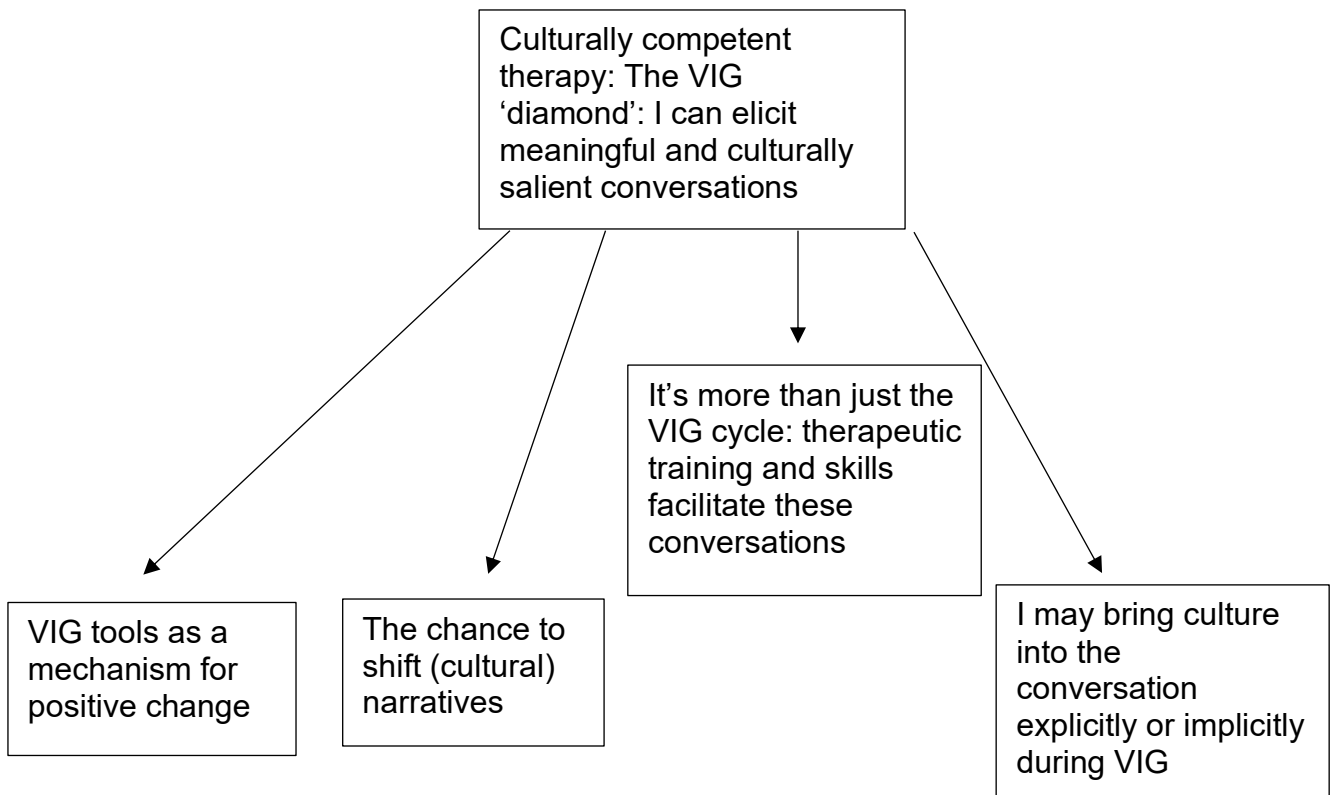 Culturally competent
therapy: The VIG
‘diamond’: I can elicit
meaningful and culturally
salient conversations
It’s more than just the
VIG cycle: therapeutic
training and skills
facilitate these
conversations
VIG tools as a
mechanism for
positive change
The chance to
shift (cultural)
narratives
I may bring culture
into the
conversation
explicitly or implicitly
during VIG